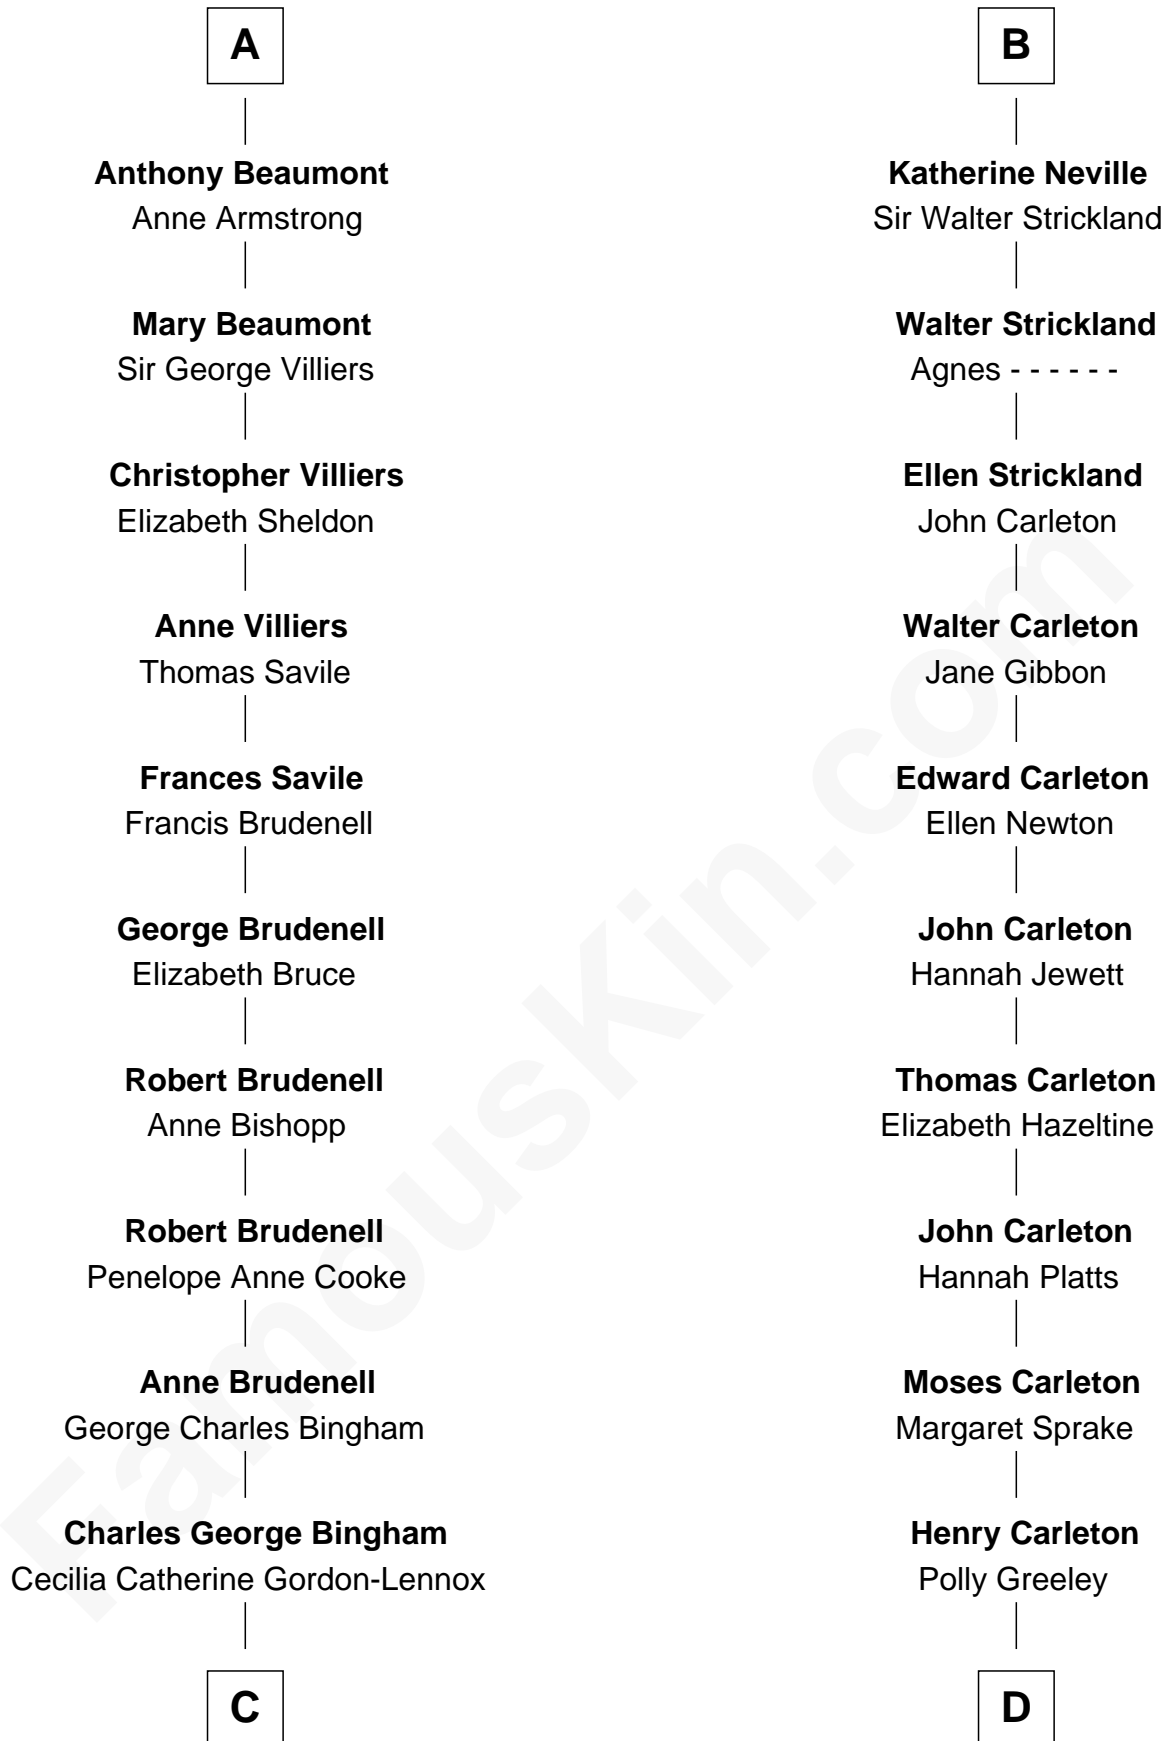 A
Anthony Beaumont
Anne Armstrong
Mary Beaumont
Sir George Villiers
Christopher Villiers
Elizabeth Sheldon
Anne Villiers
Thomas Savile
Frances Savile
Francis Brudenell
George Brudenell
Elizabeth Bruce
Robert Brudenell
Anne Bishopp
Robert Brudenell
Penelope Anne Cooke
Anne Brudenell
George Charles Bingham
Charles George Bingham
Cecilia Catherine Gordon-Lennox
C
B
Katherine Neville
Sir Walter Strickland
Walter Strickland
Agnes - - - - - -
Ellen Strickland
John Carleton
Walter Carleton
Jane Gibbon
Edward Carleton
Ellen Newton
John Carleton
Hannah Jewett
Thomas Carleton
Elizabeth Hazeltine
John Carleton
Hannah Platts
Moses Carleton
Margaret Sprake
Henry Carleton
Polly Greeley
D
FamousKin.com